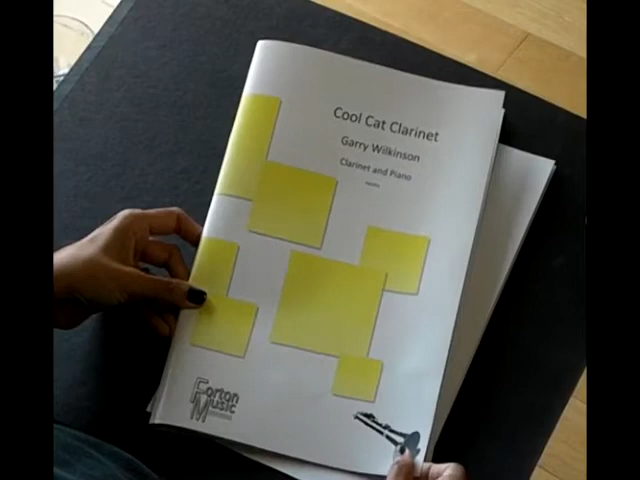 Cool Cat Clarinet
Garry Wilkinson
Clarinet and Piano
Forton
Music